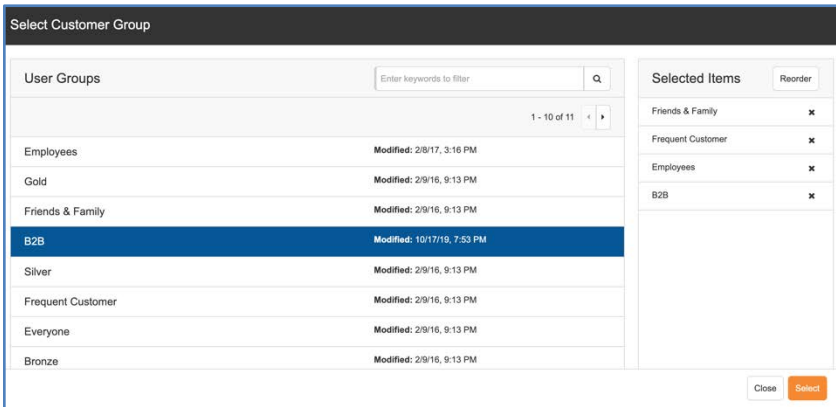 Select Customer Group
User Groups
Enter keywords to filter
1 - 10 of 11
Employees Modified: 2/8/17, 3:16 PM
Gold Modified: 2/9/16, 9:13 PM
Friends & Family Modified: 2/9/16, 9:13 PM
B2B Modified: 10/17/19, 7:53 PM
Silver Modified: 2/9/16, 9:13 PM
Frequent Customer Modified: 2/9/16, 9:13 PM
Everyone Modified: 2/9/16, 9:13 PM
Bronze Modified: 2/9/16, 9:13 PM
Selected Items Reorder
Friends & Family
Frequent Customer
Employees
B2B
Close Select